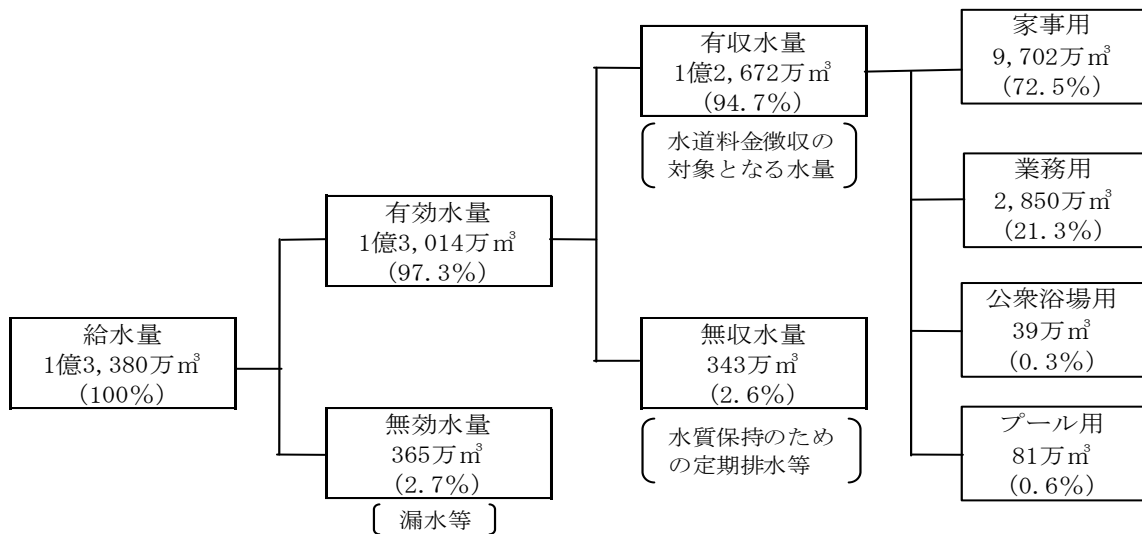 給水量
1億3,380万㎥
(100%)
有効水量
1億3,014万㎥
(97.3%)
無効水量
365万㎥
(2.7%)
漏水等
有収水量
1億2,672万㎥
(94.7%)
水道料金徴収の
対象となる水量
無収水量
343万㎥
(2.6%)
水質保持のため
の定期排水等
家事用
9,702万㎥
(72.5%)
業務用
2,850万㎥
(21.3%)
公衆浴場用
39万㎥
(0.3%)
プール用
81万㎥
(0.6%)